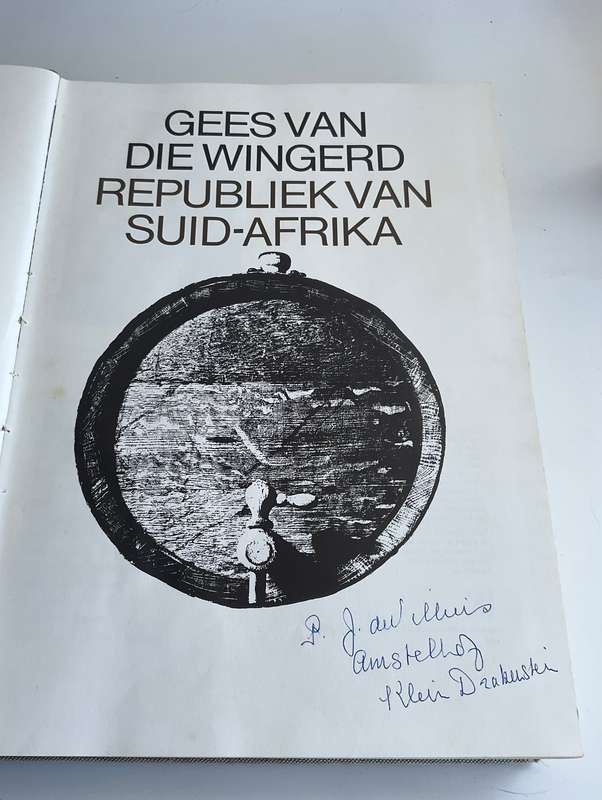 GEES VAN
DIE WINGERD
REPUBLIEK VAN
SUID-AFRIKA
P. J. de Villiers
Amstelhof
Klein Drakenstein